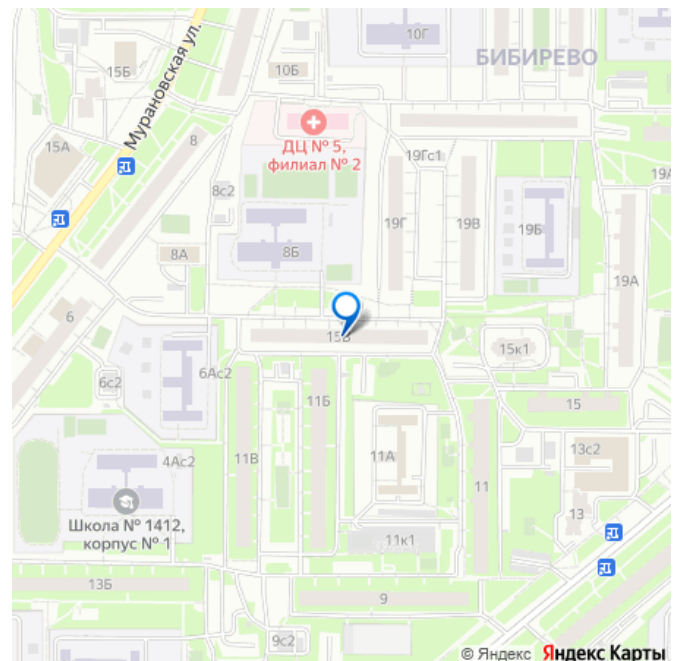 10Г
БИБИРЕВО
Мурановская ул.
15Б
10Б
8
15А
ДЦ № 5,
филиал № 2
19Гс1
19А
8с2
19Г
19В
19Б
8Б
8А
19А
6
15В
15к1
6Ас2
6с2
11Б
15
11В
11А
13с2
4Ас2
11
Школа № 1412,
корпус № 1
13
11к1
13Б
9
9с2
© Яндекс Яндекс Карты